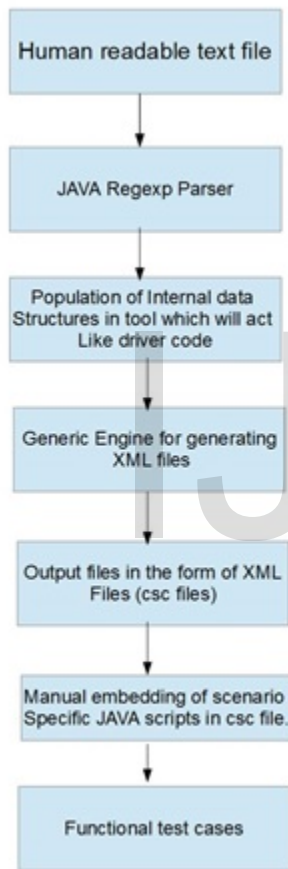 Human readable text file
JAVA Regexp Parser
Population of Internal data
Structures in tool which will act
Like driver code
Generic Engine for generating
XML files
Output files in the form of XML
Files (csc files)
Manual embedding of scenario
Specific JAVA scripts in csc file.
Functional test cases
IJ